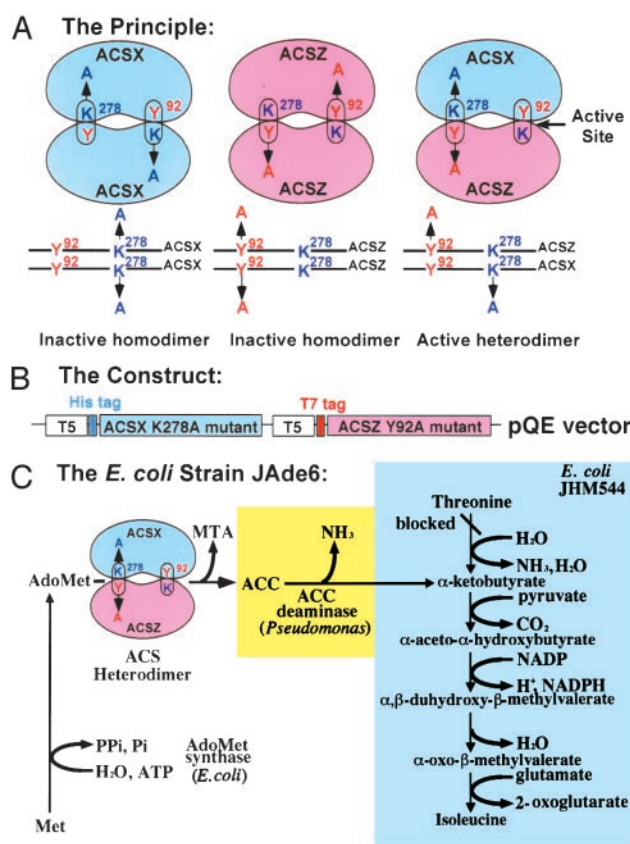 A The Principle:
ACSX ACSZ ACSX
A A A
K 278 Y 92 K 278 Y 92 K 278 Y 92
Y K Y K Y K
Active Site
A A A
ACSX ACSZ ACSZ
A A A
Y 92 K 278 ACSX Y 92 K 278 ACSZ Y 92 K 278 ACSZ
Y 92 K 278 ACSX Y 92 K 278 ACSZ Y 92 K 278 ACSX
A A A
Inactive homodimer Inactive homodimer Active heterodimer
B The Construct:
His tag T7 tag
T5 ACSX K278A mutant T5 ACSZ Y92A mutant pQE vector
C The E. coli Strain JAde6:
ACSX
A
K 278 Y 92
Y K
A
ACSZ
ACS
Heterodimer
AdoMet
MTA
PPi, Pi
H₂O, ATP
AdoMet
synthase
(E.coli)
Met
NH₃
ACC
ACC
deaminase
(Pseudomonas)
E. coli
JHM544
Threonine
blocked
H₂O
NH₃, H₂O
α-ketobutyrate
pyruvate
CO₂
α-aceto-α-hydroxybutyrate
NADP
H⁺, NADPH
α,β-duhydroxy-β-methylvalerate
H₂O
α-oxo-β-methylvalerate
glutamate
2- oxoglutarate
Isoleucine